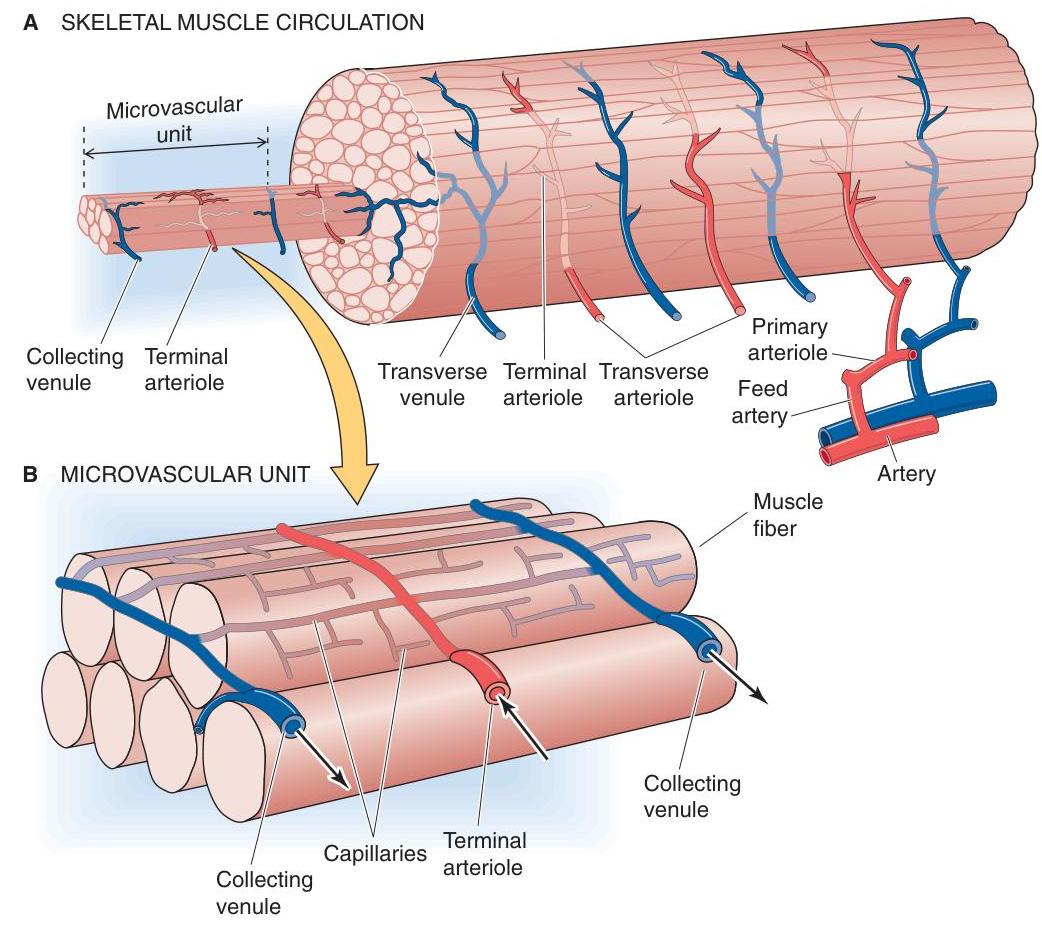 A SKELETAL MUSCLE CIRCULATION
Microvascular
unit
Collecting
venule
Terminal
arteriole
Transverse
venule
Terminal
arteriole
Transverse
arteriole
Primary
arteriole
Feed
artery
Artery
B MICROVASCULAR UNIT
Muscle
fiber
Collecting
venule
Capillaries
Terminal
arteriole
Collecting
venule